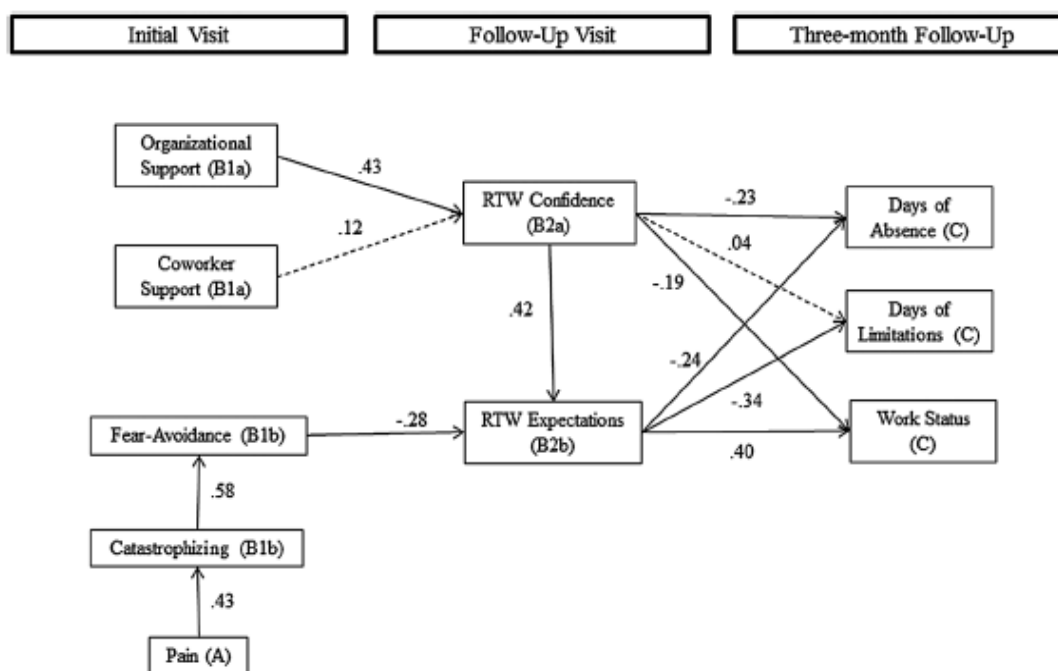 Initial Visit
Follow-Up Visit
Three-month Follow-Up
Organizational
Support (B1a)
.43
RTW Confidence
(B2a)
-.23
Days of
Absence (C)
.12
.04
Coworker
Support (B1a)
-.19
.42
Days of
Limitations (C)
-.24
-.34
Fear-Avoidance (B1b)
-.28
RTW Expectations
(B2b)
.40
Work Status
(C)
.58
Catastrophizing (B1b)
.43
Pain (A)